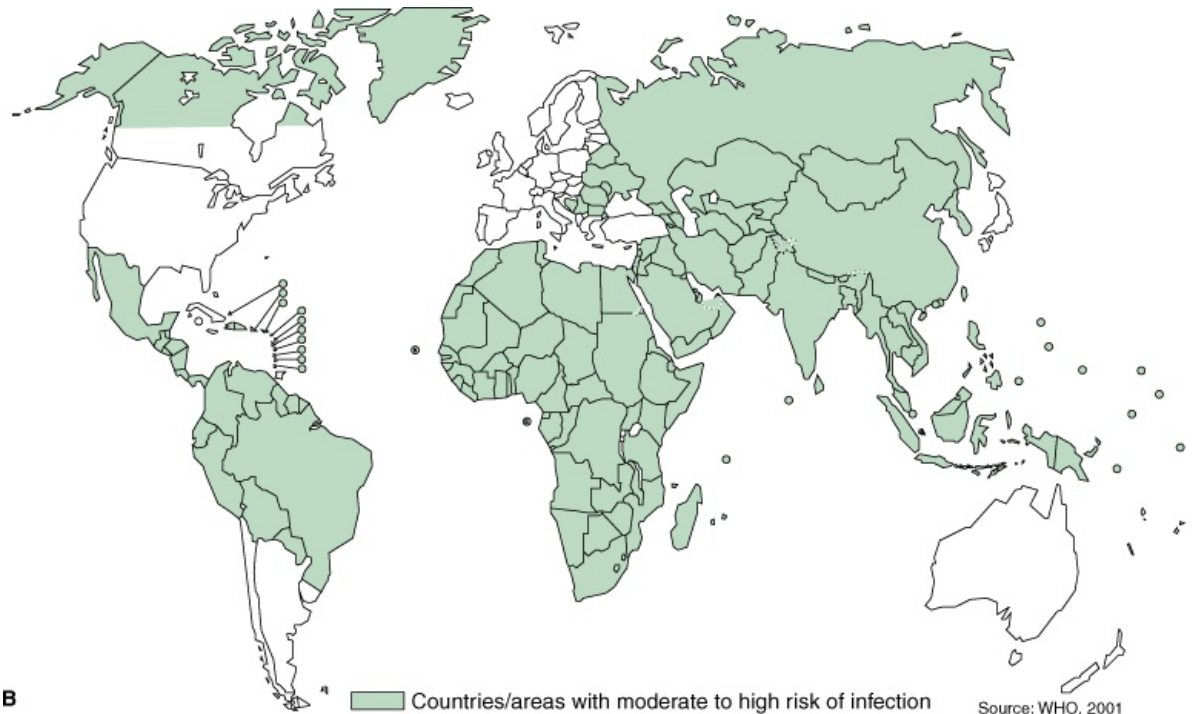 B
Countries/areas with moderate to high risk of infection
Source: WHO, 2001